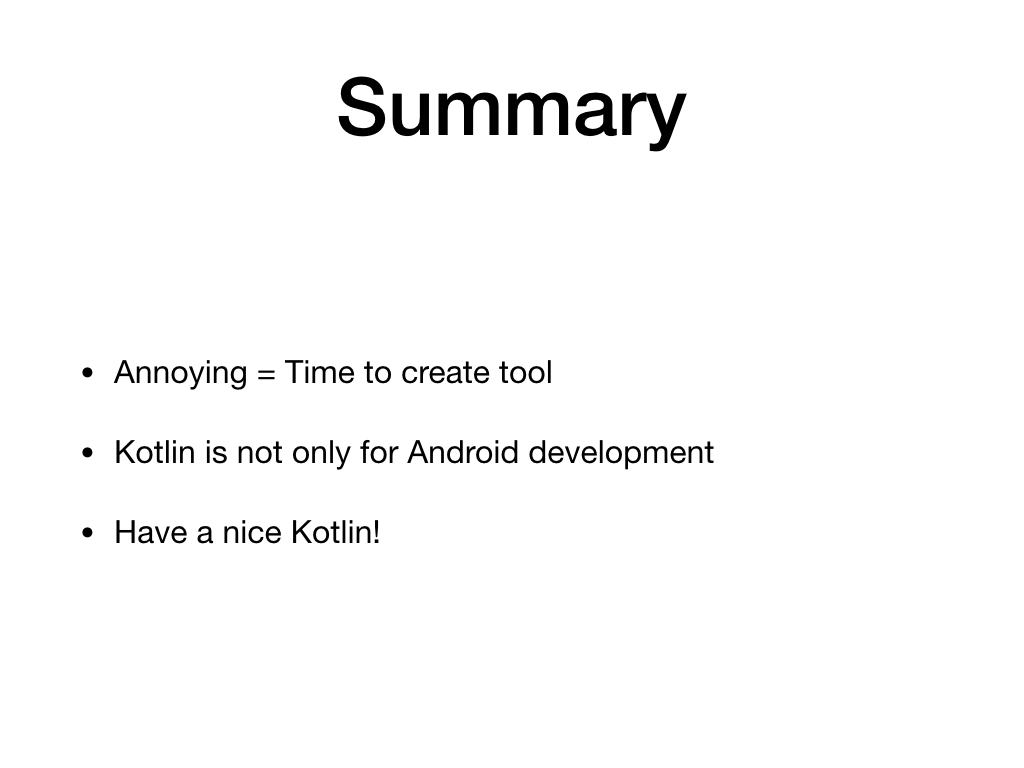 Summary
• Annoying = Time to create tool
• Kotlin is not only for Android development
• Have a nice Kotlin!